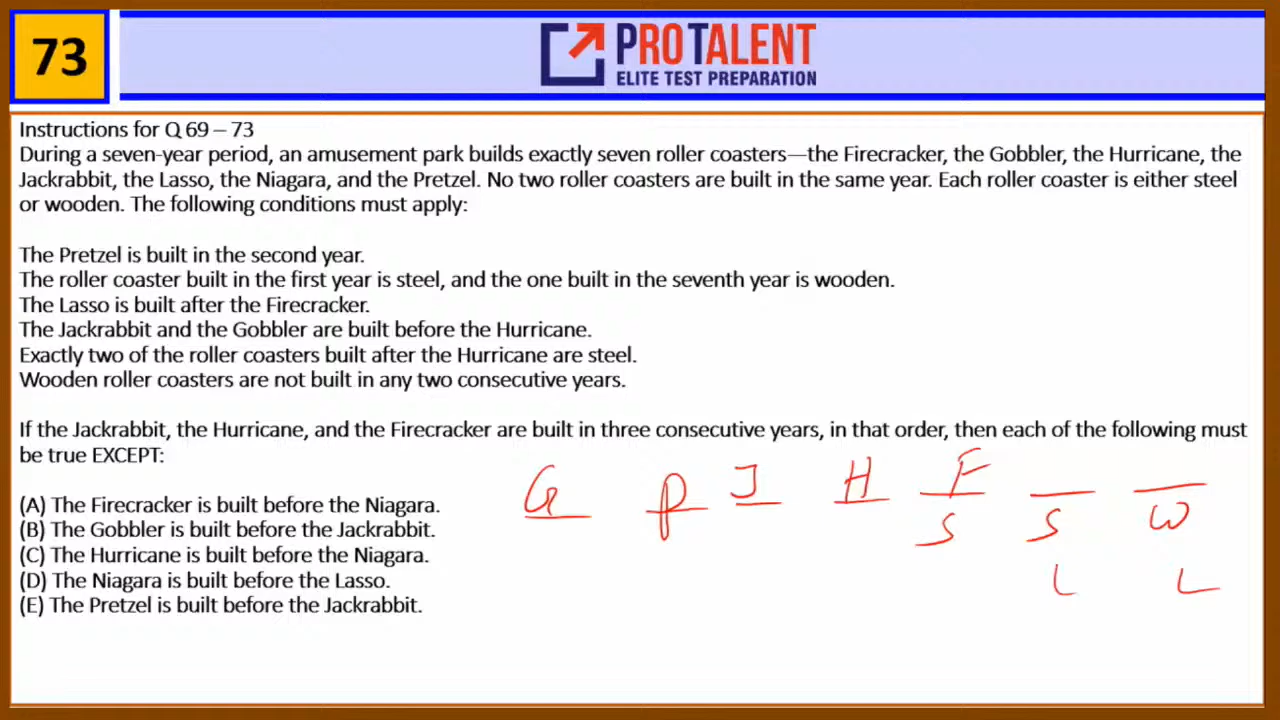 73
PROTALENT
ELITE TEST PREPARATION
Instructions for Q 69 – 73
During a seven-year period, an amusement park builds exactly seven roller coasters—the Firecracker, the Gobbler, the Hurricane, the
Jackrabbit, the Lasso, the Niagara, and the Pretzel. No two roller coasters are built in the same year. Each roller coaster is either steel
or wooden. The following conditions must apply:
The Pretzel is built in the second year.
The roller coaster built in the first year is steel, and the one built in the seventh year is wooden.
The Lasso is built after the Firecracker.
The Jackrabbit and the Gobbler are built before the Hurricane.
Exactly two of the roller coasters built after the Hurricane are steel.
Wooden roller coasters are not built in any two consecutive years.
If the Jackrabbit, the Hurricane, and the Firecracker are built in three consecutive years, in that order, then each of the following must
be true EXCEPT:
G P J H F
S S W
L L
(A) The Firecracker is built before the Niagara.
(B) The Gobbler is built before the Jackrabbit.
(C) The Hurricane is built before the Niagara.
(D) The Niagara is built before the Lasso.
(E) The Pretzel is built before the Jackrabbit.